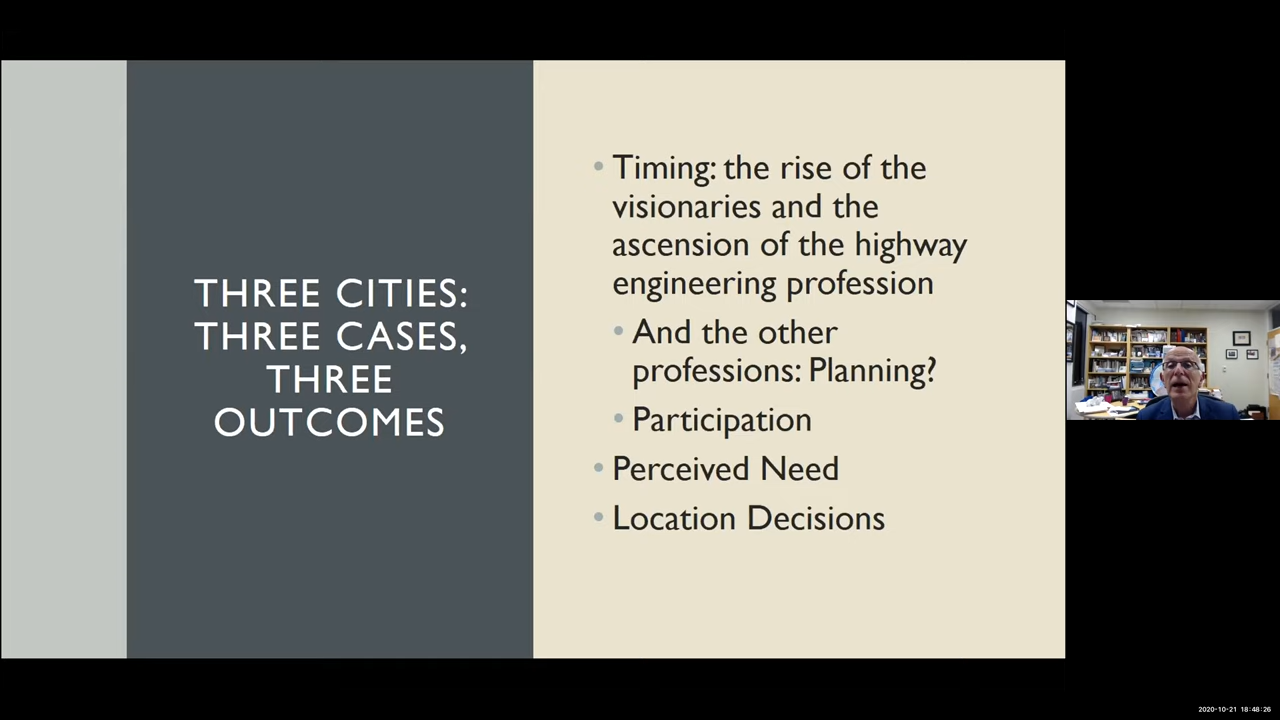 THREE CITIES:
THREE CASES,
THREE
OUTCOMES
• Timing: the rise of the
visionaries and the
ascension of the highway
engineering profession
• And the other
professions: Planning?
• Participation
• Perceived Need
• Location Decisions
2020-10-21 18:48:26